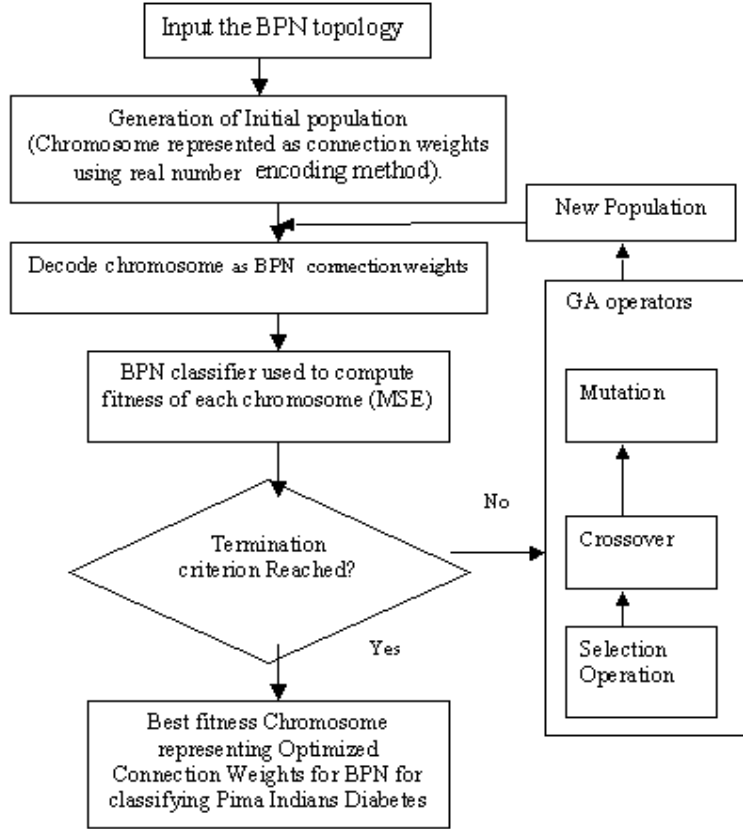 Input the BPN topology
Generation of Initial population
(Chromosome represented as connection weights
using real number encoding method).
New Population
Decode chromosome as BPN connection weights
GA operators
BPN classifier used to compute
fitness of each chromosome (MSE)
Mutation
No
Termination
criterion Reached?
Crossover
Yes
Selection
Operation
Best fitness Chromosome
representing Optimized
Connection Weights for BPN for
classifying Pima Indians Diabetes